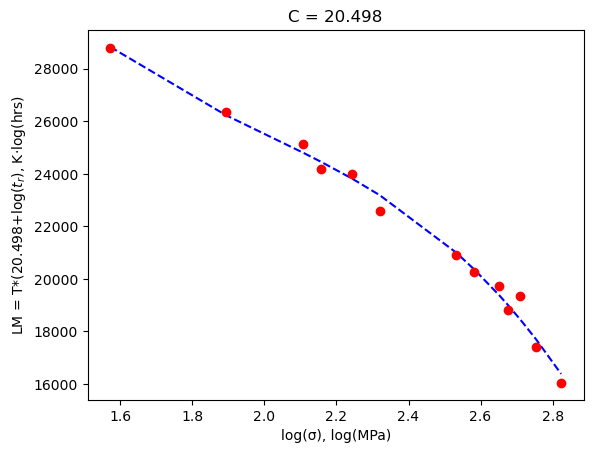 C = 20.498
LM = T*(20.498+log(tᵣ), K·log(hrs)
28000
26000
24000
22000
20000
18000
16000
1.6 1.8 2.0 2.2 2.4 2.6 2.8
log(σ), log(MPa)